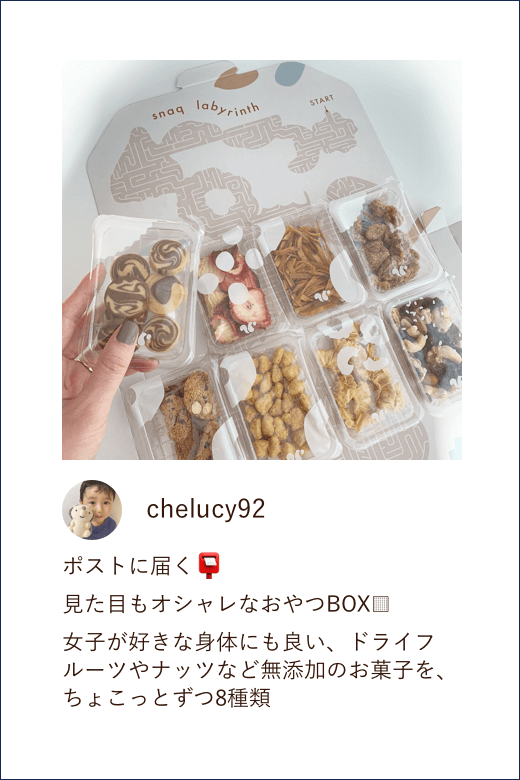 snaq labyrinth
START
chelucy92
ポストに届く📮
見た目もオシャレなおやつBOX
女子が好きな身体にも良い、ドライフ
ルーツやナッツなど無添加のお菓子を、
ちょこっとずつ8種類